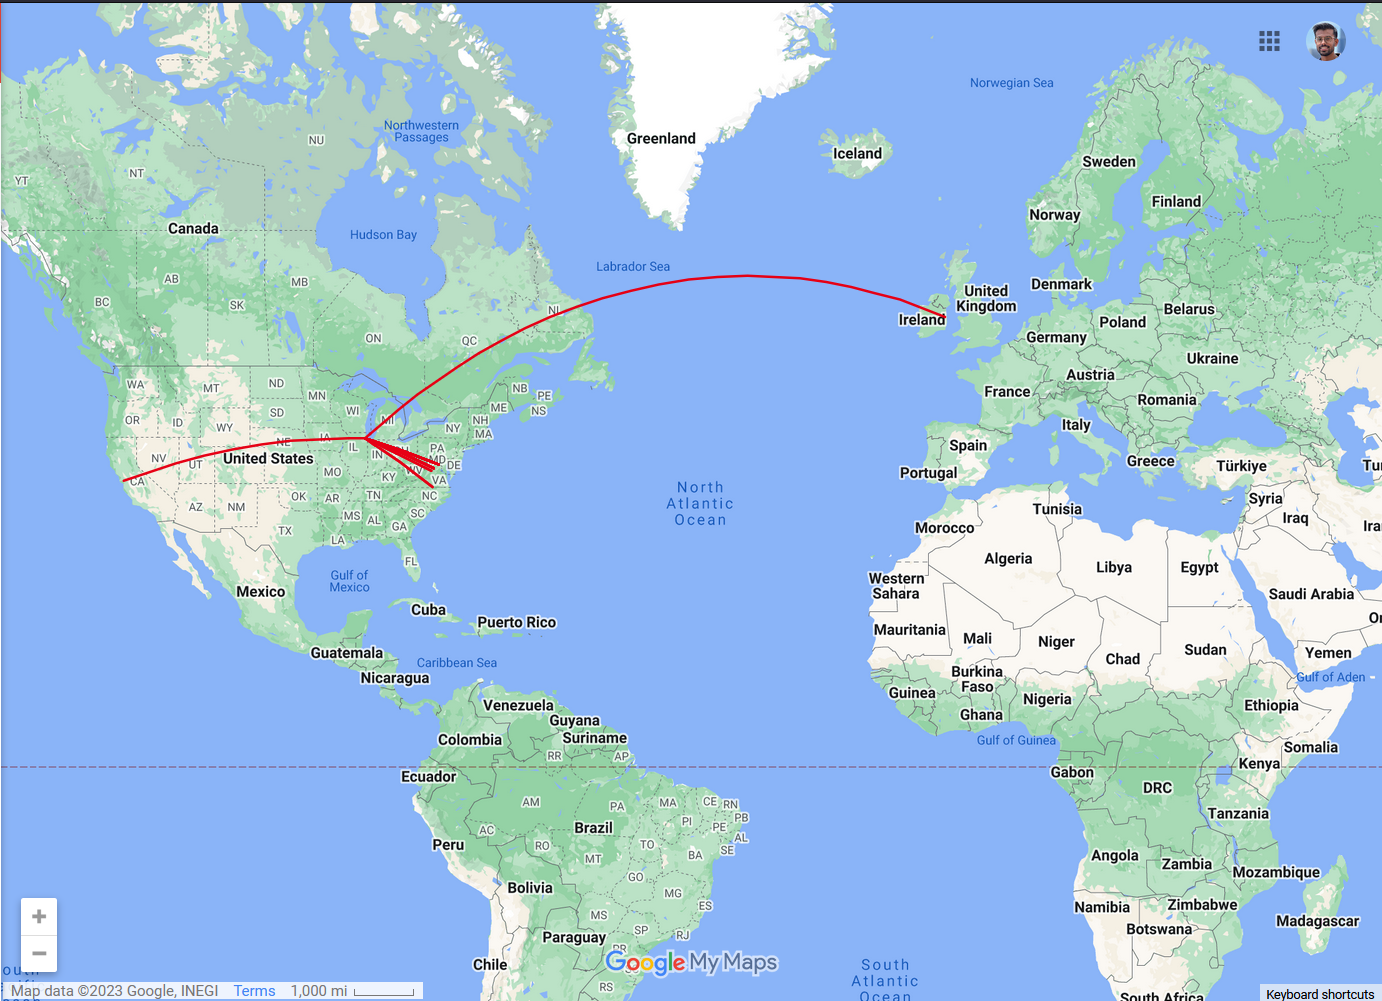 Norwegian Sea
Northwestern
Passages
NU
Greenland
Iceland
Sweden
NT
YT
Finland
Norway
Canada
Hudson Bay
Labrador Sea
AB
MB
Denmark
United
Kingdom
BC
SK
NL
Belarus
Ireland
Poland
ON
QC
Germany
Ukraine
Austria
WA
MT
ND
NB
France
MN
PE
Romania
OR
ID
SD
WI
ME
NS
MI
NH
WY
NY
MA
Italy
NE
IA
IL
PA
Spain
NV
UT
United States
IN
MD
DE
Greece
Türkiye
Portugal
CA
MO
KY
WV
VA
North
Atlantic
Ocean
OK
AR
TN
NC
Syria
AZ
NM
MS
AL
SC
Tunisia
Iraq
TX
GA
Morocco
LA
Algeria
FL
Libya
Egypt
Gulf of
Mexico
Western
Sahara
Mexico
Saudi Arabia
Cuba
Puerto Rico
Mauritania
Mali
Niger
Sudan
Guatemala
Caribbean Sea
Chad
Yemen
Nicaragua
Burkina
Faso
Gulf of Aden
Guinea
Nigeria
Venezuela
Ethiopia
Guyana
Ghana
Colombia
Suriname
Gulf of Guinea
Somalia
RR
AP
Kenya
Ecuador
Gabon
DRC
AM
PA
MA
CE
RN
Tanzania
PB
AC
Brazil
PI
PE
AL
Peru
RO
TO
SE
MT
BA
Angola
Zambia
Mozambique
GO
Bolivia
MG
ES
Namibia
Zimbabwe
MS
Madagascar
SP
RJ
Botswana
Paraguay
PR
Chile
Google My Maps
South
Atlantic
Ocean
RS
South Africa
Map data ©2023 Google, INEGI Terms 1,000 mi
Keyboard shortcuts